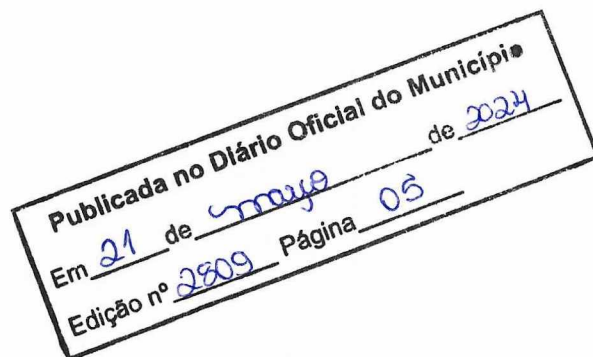 Publicada no Diário Oficial do Município
Em 21 de maio de 2024
Edição nº 2809 Página 05